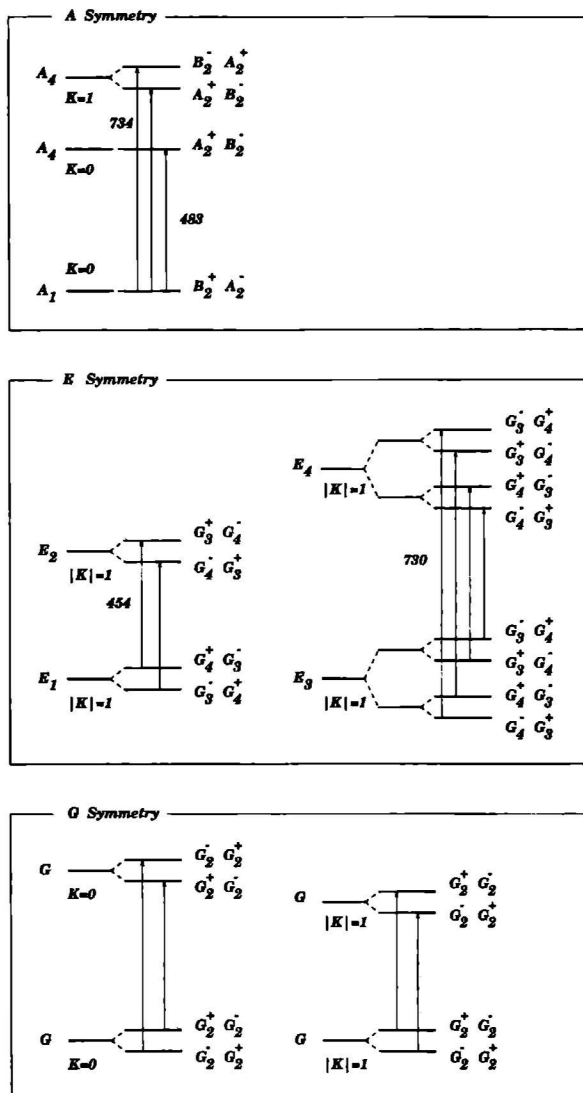 A Symmetry
A₄ K=1 B₂⁻ A₂⁺
A₂⁺ B₂⁻
734
A₄ K=0 A₂⁺ B₂⁻
483
K=0
A₁ B₂⁺ A₂⁻
E Symmetry
E₂ |K|=1 G₃⁺ G₄⁻
G₄⁻ G₃⁺
454
E₁ |K|=1 G₄⁺ G₃⁻
G₃⁻ G₄⁺
E₄ |K|=1 G₃⁻ G₄⁺
G₃⁺ G₄⁻
G₄⁺ G₃⁻
G₄⁻ G₃⁺
730
E₃ |K|=1 G₃⁻ G₄⁺
G₃⁺ G₄⁻
G₄⁺ G₃⁻
G₄⁻ G₃⁺
G Symmetry
G K=0 G₂⁻ G₂⁺
G₂⁺ G₂⁻
G K=0 G₂⁺ G₂⁻
G₂⁻ G₂⁺
G |K|=1 G₂⁺ G₂⁻
G₂⁻ G₂⁺
G |K|=1 G₂⁺ G₂⁻
G₂⁻ G₂⁺